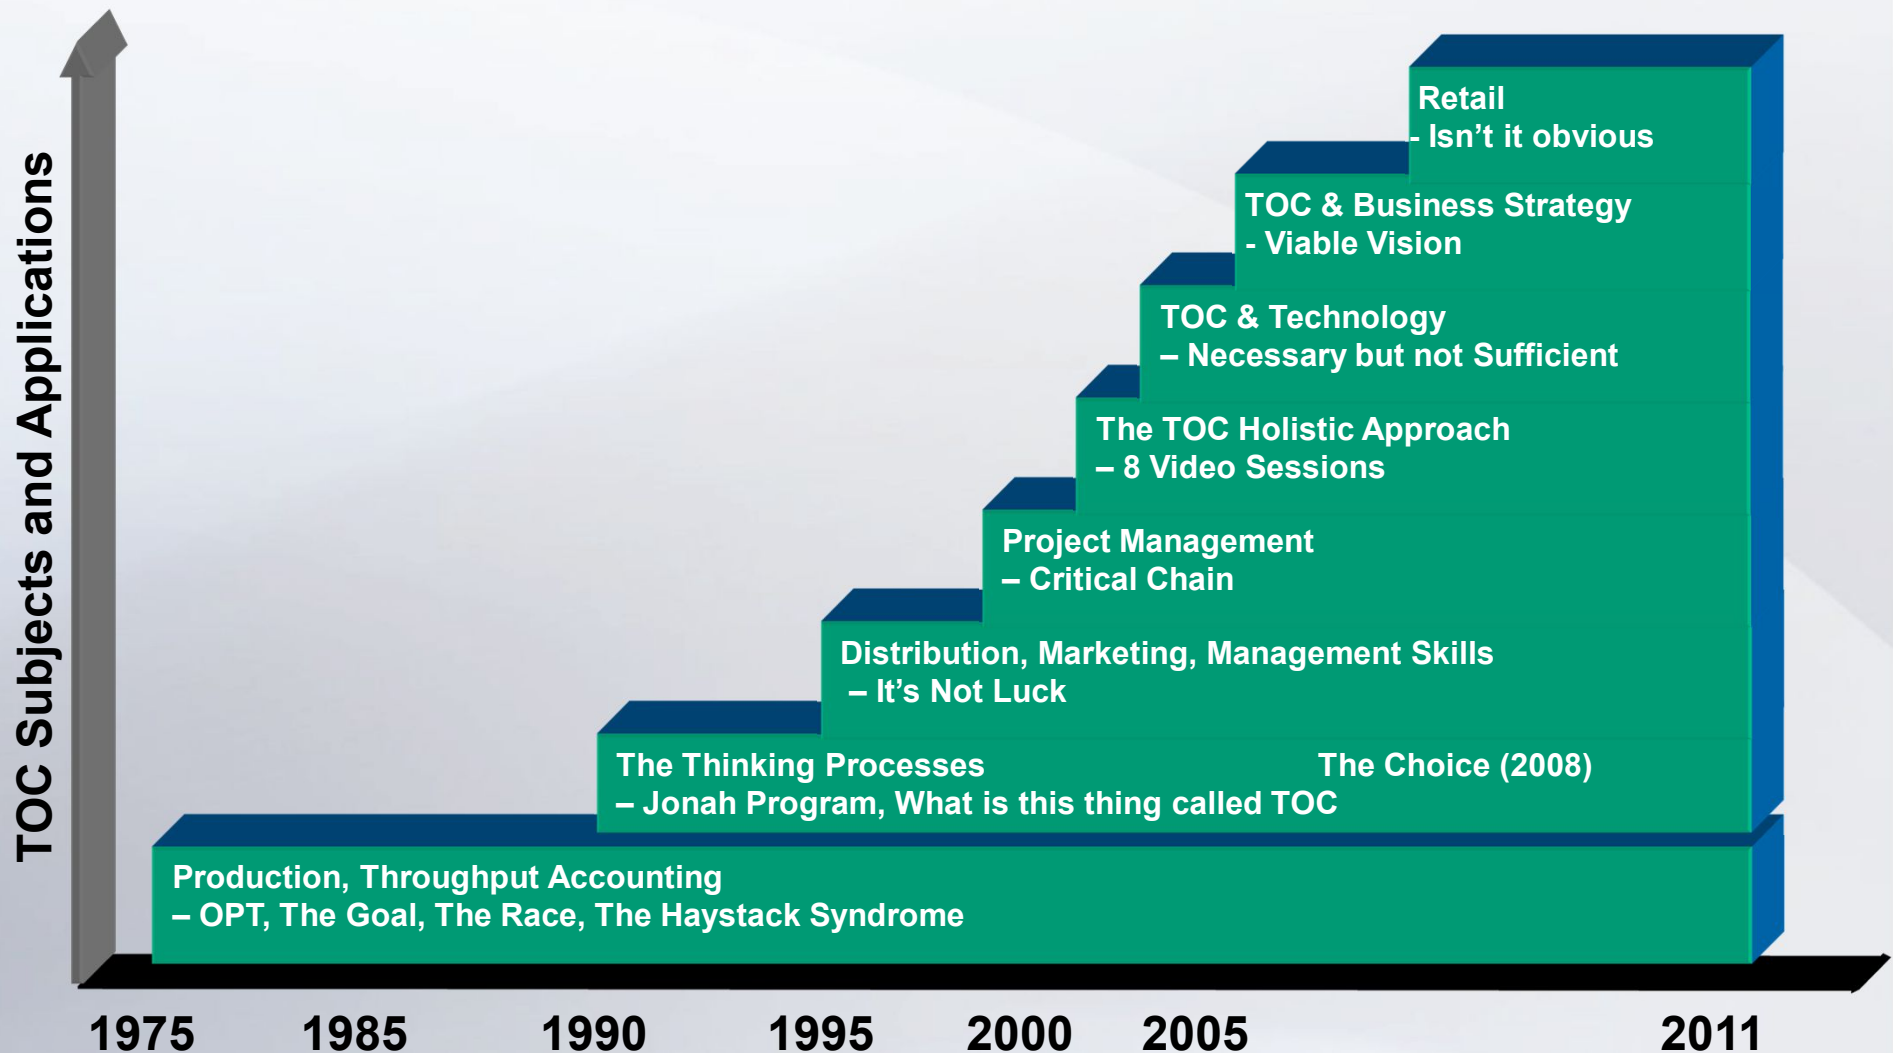 TOC Subjects and Applications
Retail
- Isn’t it obvious
TOC & Business Strategy
- Viable Vision
TOC & Technology
– Necessary but not Sufficient
The TOC Holistic Approach
– 8 Video Sessions
Project Management
– Critical Chain
Distribution, Marketing, Management Skills
– It’s Not Luck
The Thinking Processes The Choice (2008)
– Jonah Program, What is this thing called TOC
Production, Throughput Accounting
– OPT, The Goal, The Race, The Haystack Syndrome
1975 1985 1990 1995 2000 2005 2011